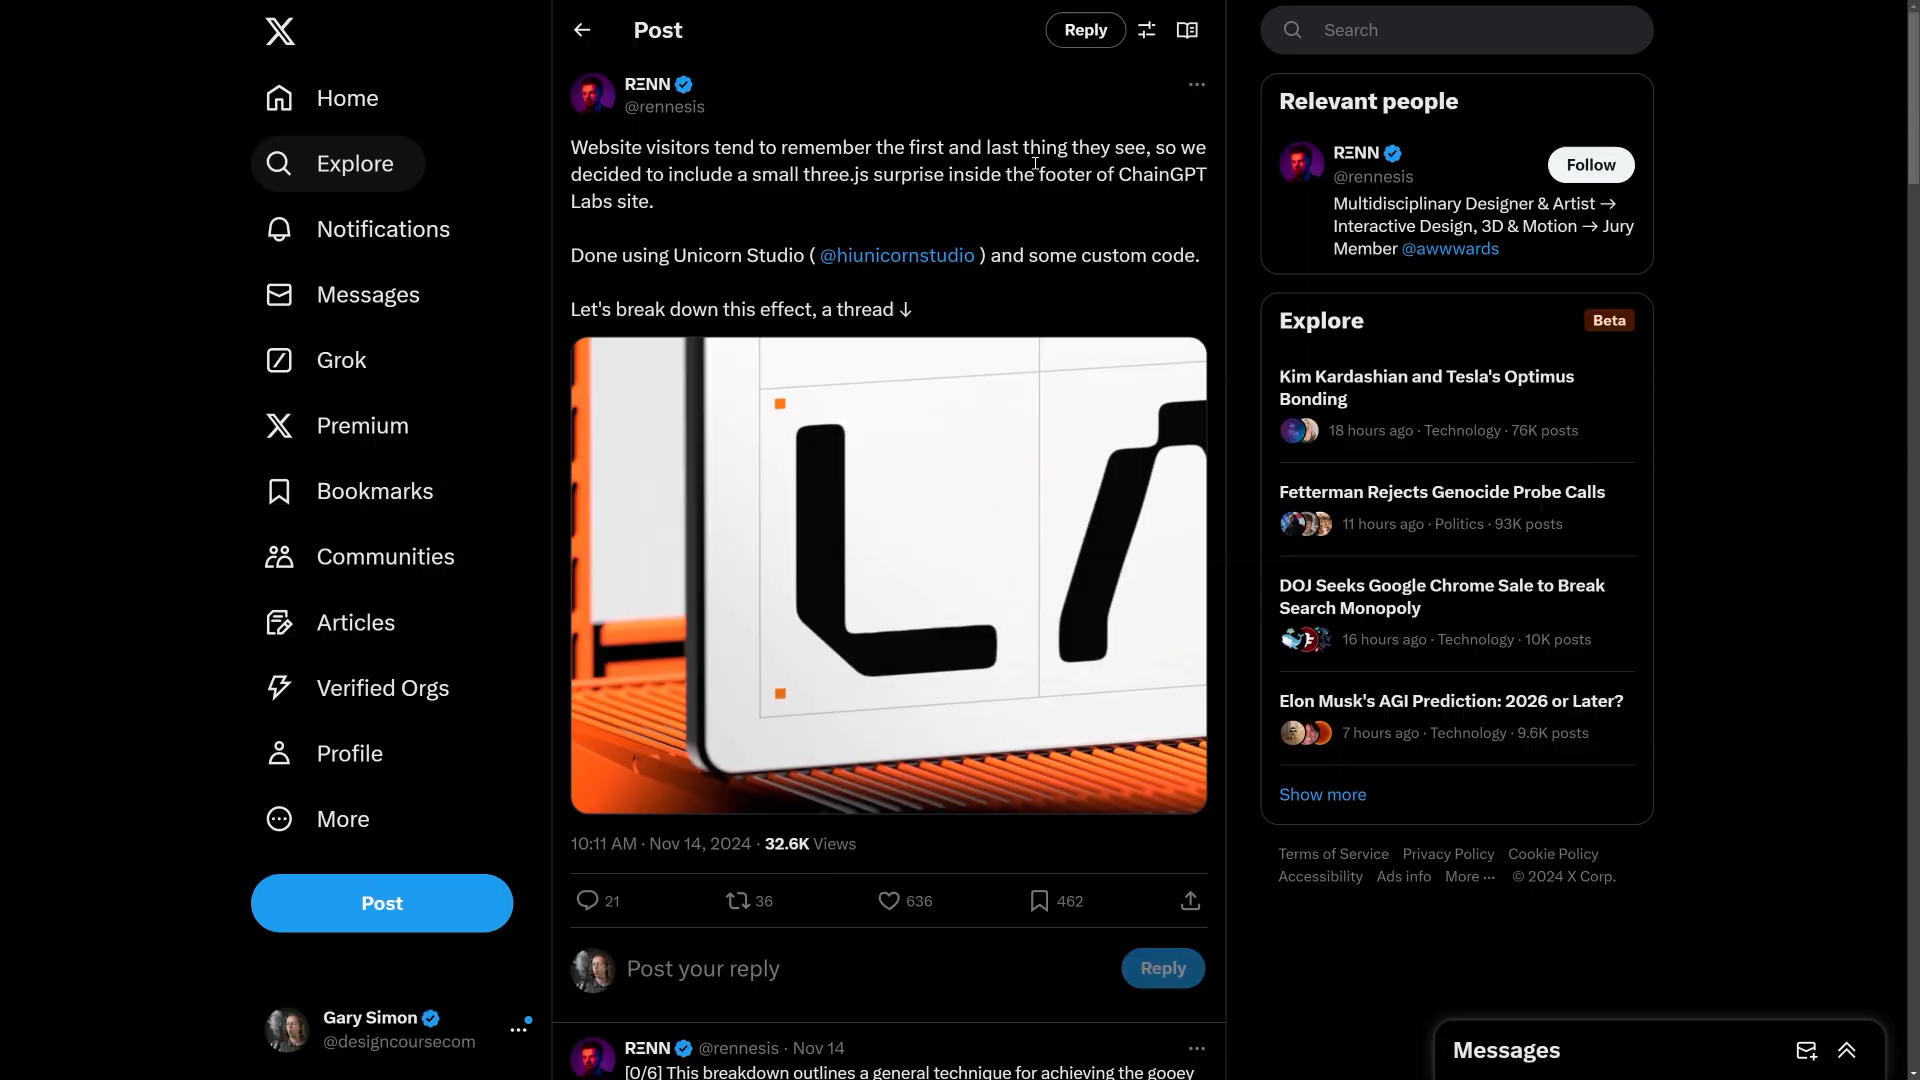 Home
Explore
Notifications
Messages
Grok
Premium
Bookmarks
Communities
Articles
Verified Orgs
Profile
More
Post
Gary Simon
@designcoursecom
Post
Reply
RΞNN
@rennesis
Website visitors tend to remember the first and last thing they see, so we
decided to include a small three.js surprise inside the footer of ChainGPT
Labs site.
Done using Unicorn Studio ( @hiunicornstudio ) and some custom code.
Let's break down this effect, a thread ↓
10:11 AM · Nov 14, 2024 · 32.6K Views
21
36
636
462
Post your reply
Reply
RΞNN @rennesis · Nov 14
[0/6] This breakdown outlines a general technique for achieving the gooey
Search
Relevant people
RΞNN
@rennesis
Follow
Multidisciplinary Designer & Artist →
Interactive Design, 3D & Motion → Jury
Member @awwwards
Explore
Beta
Kim Kardashian and Tesla's Optimus
Bonding
18 hours ago · Technology · 76K posts
Fetterman Rejects Genocide Probe Calls
11 hours ago · Politics · 93K posts
DOJ Seeks Google Chrome Sale to Break
Search Monopoly
16 hours ago · Technology · 10K posts
Elon Musk's AGI Prediction: 2026 or Later?
7 hours ago · Technology · 9.6K posts
Show more
Terms of Service Privacy Policy Cookie Policy
Accessibility Ads info More ··· © 2024 X Corp.
Messages